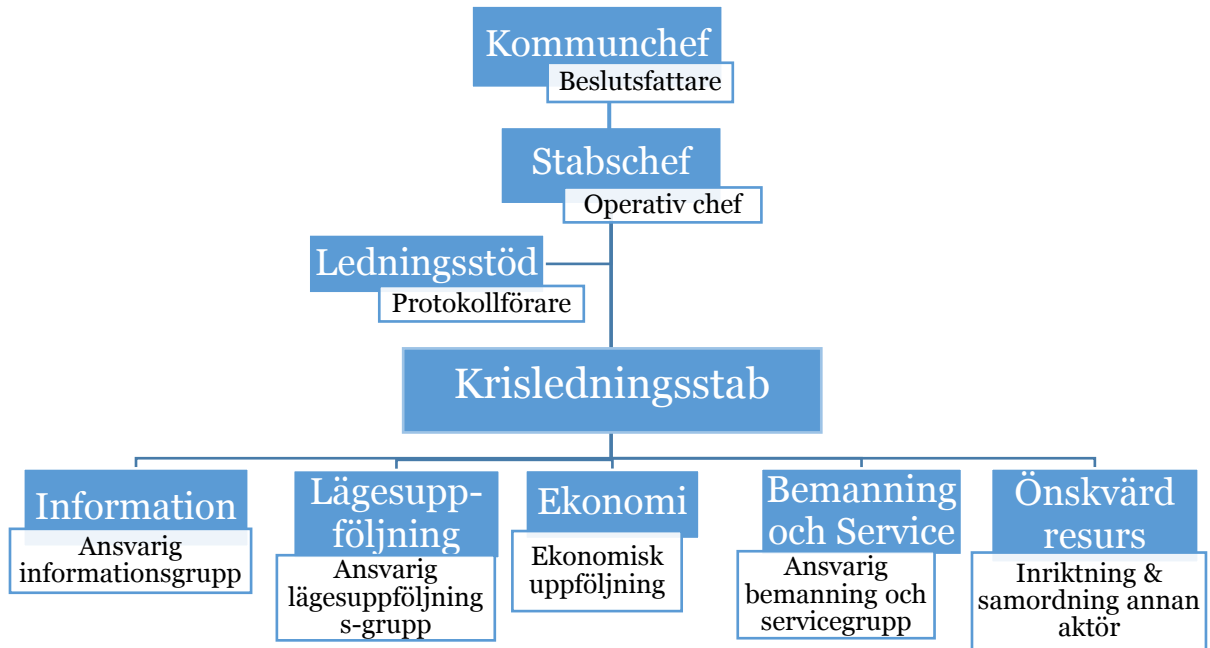 Kommunchef
Beslutsfattare
Stabschef
Operativ chef
Ledningsstöd
Protokollförare
Krisledningsstab
Information
Ansvarig
informationsgrupp
Lägesupp-
följning
Ansvarig
lägesuppföljning
s-grupp
Ekonomi
Ekonomisk
uppföljning
Bemanning
och Service
Ansvarig
bemanning och
servicegrupp
Önskvärd
resurs
Inriktning &
samordning annan
aktör